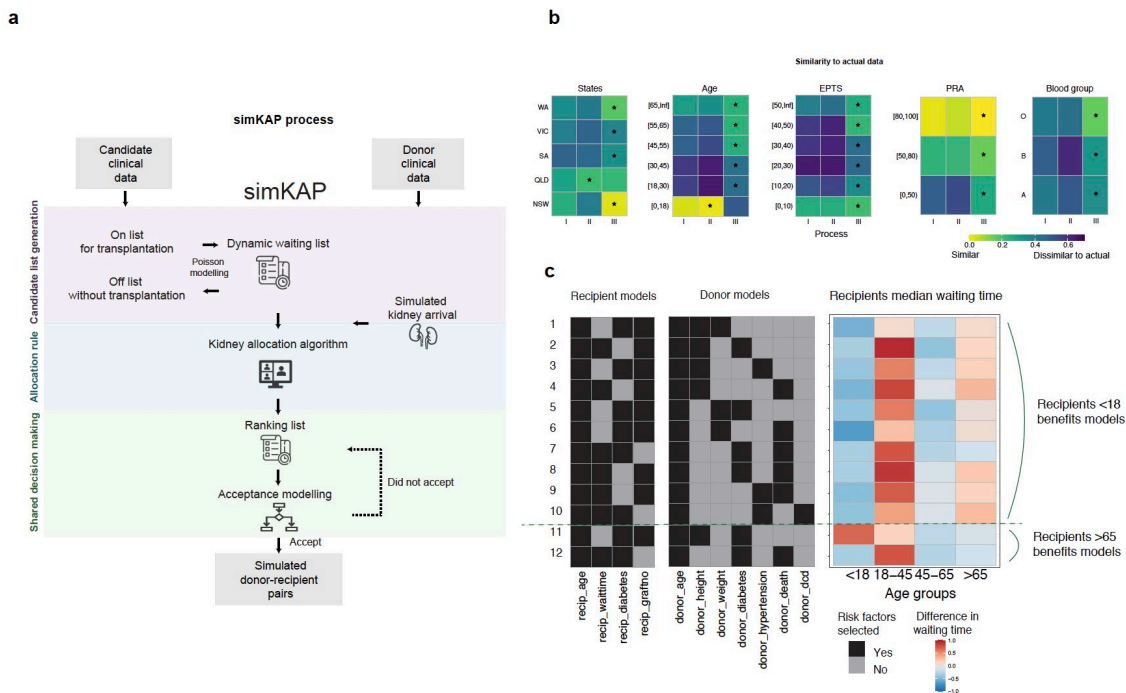 a
simKAP process
Candidate
clinical
data
Donor
clinical
data
simKAP
Candidate list generation
On list
for transplantation
Dynamic waiting list
Poisson
modelling
Off list
without transplantation
Simulated
kidney arrival
Allocation rule
Kidney allocation algorithm
Shared decision making
Ranking list
Did not accept
Acceptance modelling
Accept
Simulated
donor-recipient
pairs
b
Similarity to actual data
States
WA
VIC
SA
QLD
NSW
I II III
Age
[65,Inf]
[55,65)
[45,55)
[30,45)
[18,30)
[0,18)
I II III
EPTS
[50,Inf]
[40,50)
[30,40)
[20,30)
[10,20)
[0,10)
I II III
PRA
[80,100]
[50,80)
[0,50)
I II III
Blood group
O
B
A
I II III
Process
0.0 0.2 0.4 0.6
Similar Dissimilar to actual
c
Recipient models
Donor models
Recipients median waiting time
1
2
3
4
5
6
7
8
9
10
11
12
Recipients <18
benefits models
Recipients >65
benefits models
recip_age
recip_waittime
recip_diabetes
recip_graftno
donor_age
donor_height
donor_weight
donor_diabetes
donor_hypertension
donor_death
donor_dcd
<18 18–45 45–65 >65
Age groups
Risk factors
selected
Yes
No
Difference in
waiting time
1.0
0.5
0.0
−0.5
−1.0